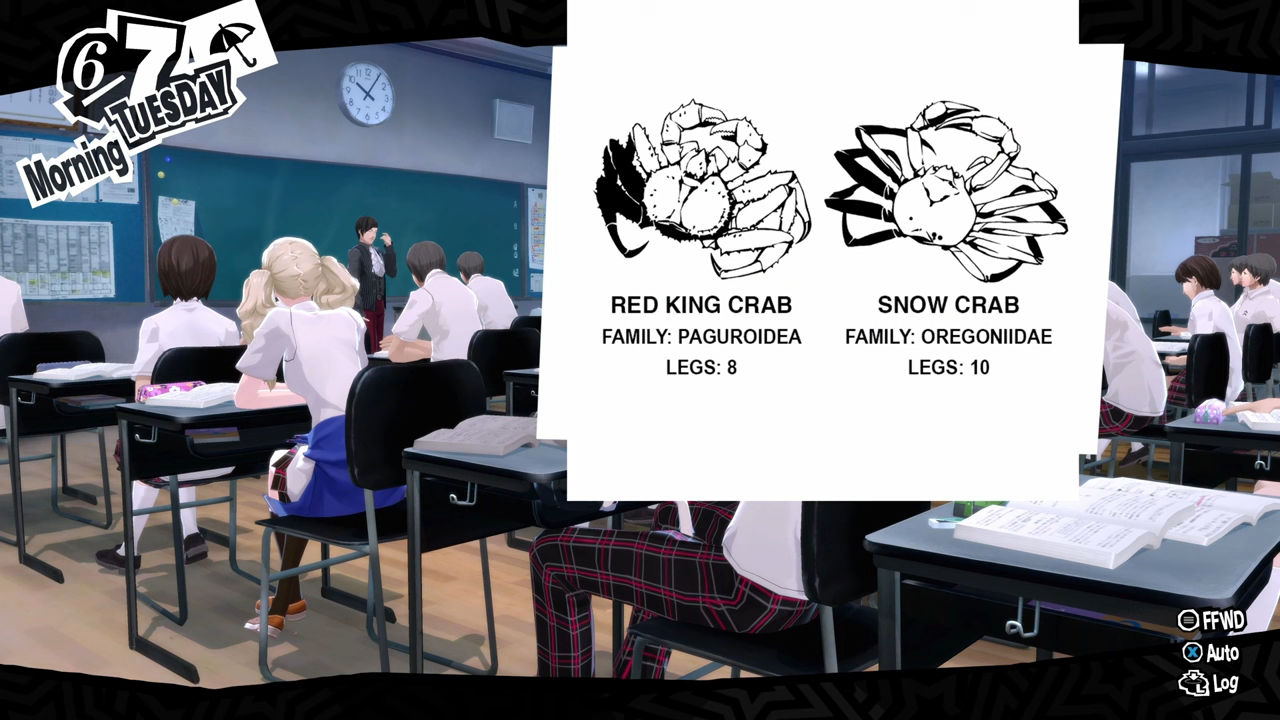 6/7
TUESDAY
Morning
RED KING CRAB
FAMILY: PAGUROIDEA
LEGS: 8
SNOW CRAB
FAMILY: OREGONIIDAE
LEGS: 10
FFWD
X Auto
L Log